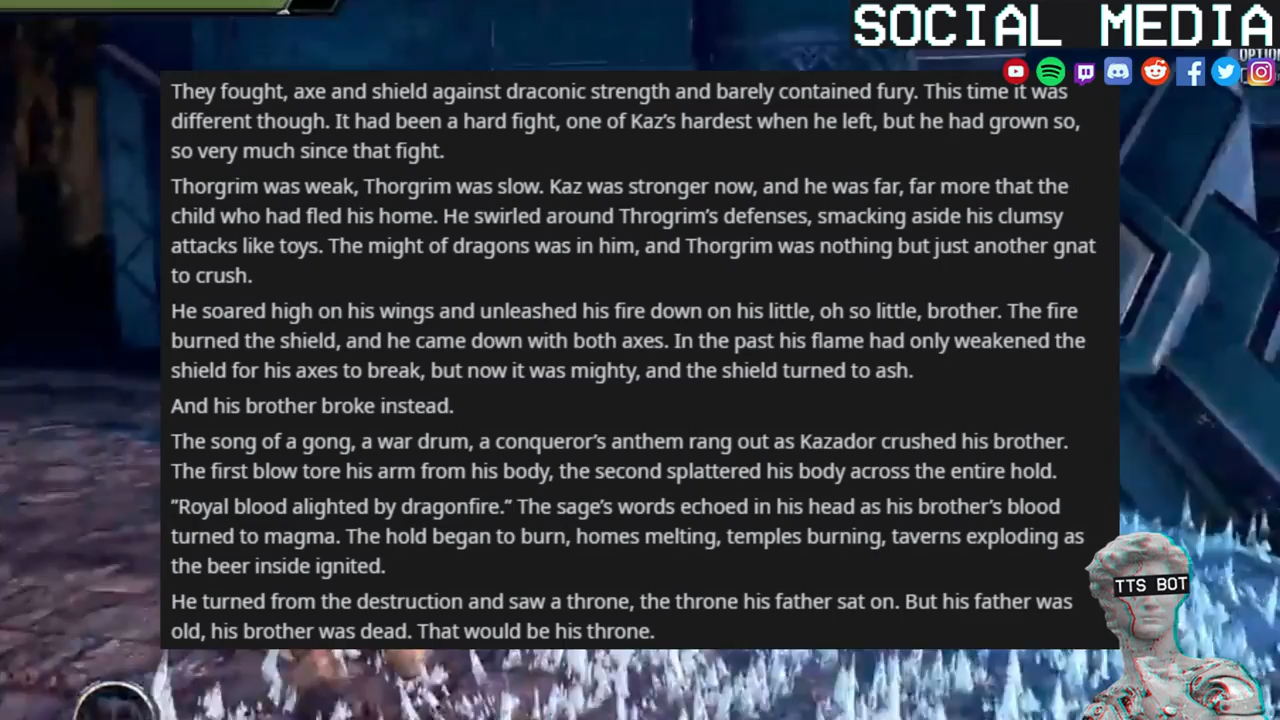 SOCIAL MEDIA
They fought, axe and shield against draconic strength and barely contained fury. This time it was
different though. It had been a hard fight, one of Kaz's hardest when he left, but he had grown so,
so very much since that fight.
Thorgrim was weak, Thorgrim was slow. Kaz was stronger now, and he was far, far more that the
child who had fled his home. He swirled around Throgrim's defenses, smacking aside his clumsy
attacks like toys. The might of dragons was in him, and Thorgrim was nothing but just another gnat
to crush.
He soared high on his wings and unleashed his fire down on his little, oh so little, brother. The fire
burned the shield, and he came down with both axes. In the past his flame had only weakened the
shield for his axes to break, but now it was mighty, and the shield turned to ash.
And his brother broke instead.
The song of a gong, a war drum, a conqueror's anthem rang out as Kazador crushed his brother.
The first blow tore his arm from his body, the second splattered his body across the entire hold.
"Royal blood alighted by dragonfire." The sage's words echoed in his head as his brother's blood
turned to magma. The hold began to burn, homes melting, temples burning, taverns exploding as
the beer inside ignited.
He turned from the destruction and saw a throne, the throne his father sat on. But his father was
old, his brother was dead. That would be his throne.
TTS BOT